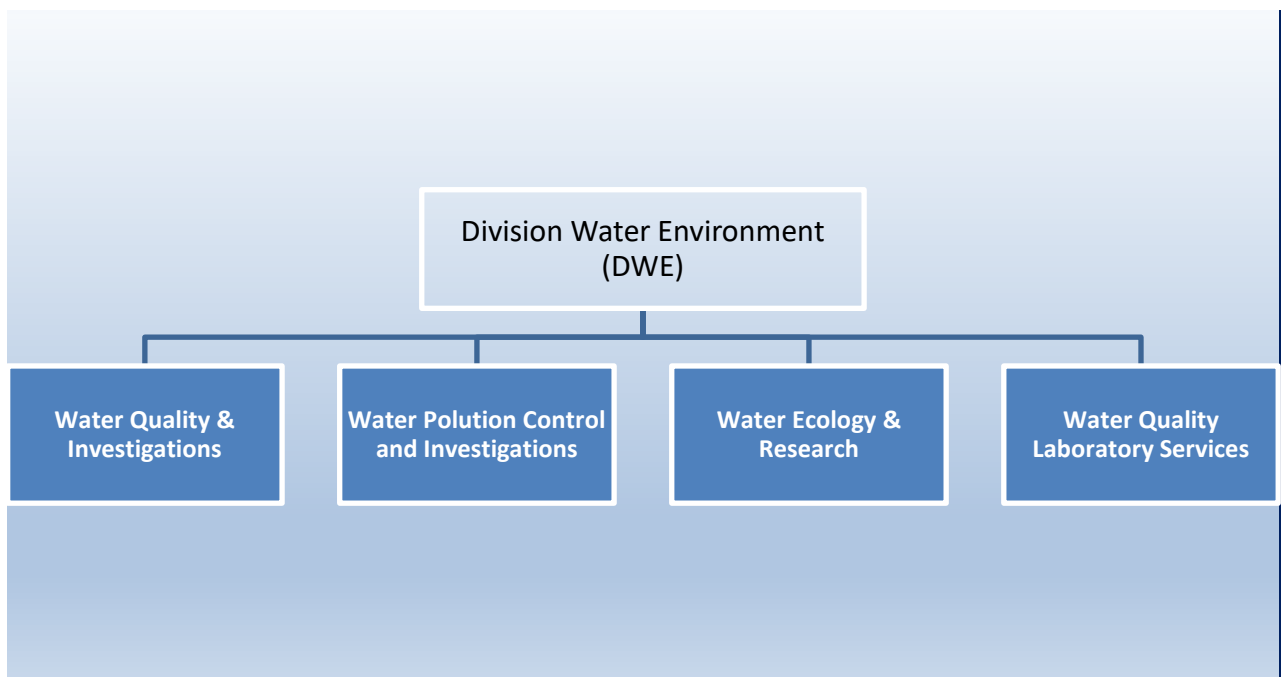 Division Water Environment
(DWE)
Water Quality &
Investigations
Water Polution Control
and Investigations
Water Ecology &
Research
Water Quality
Laboratory Services